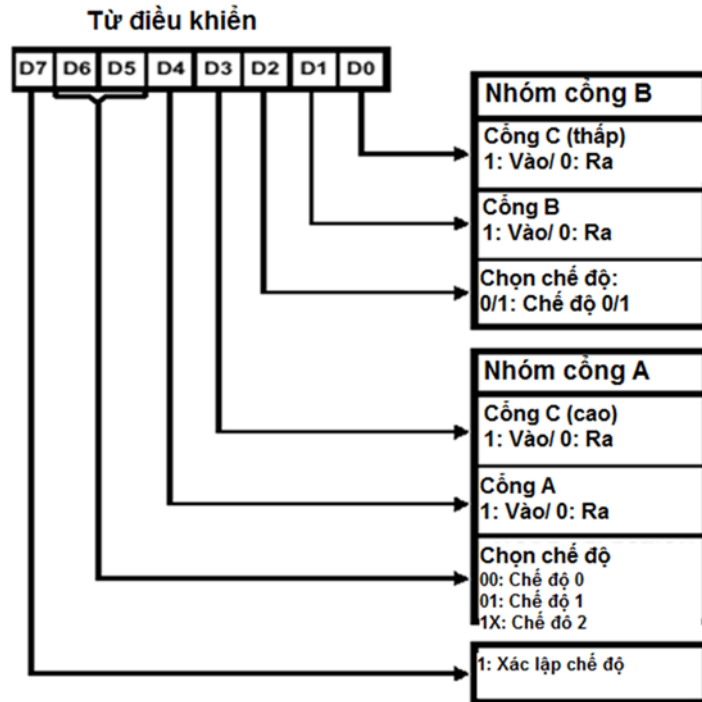 Từ điều khiển
D7 D6 D5 D4 D3 D2 D1 D0
Nhóm cổng B
Cổng C (thấp)
1: Vào/ 0: Ra
Cổng B
1: Vào/ 0: Ra
Chọn chế độ:
0/1: Chế độ 0/1
Nhóm cổng A
Cổng C (cao)
1: Vào/ 0: Ra
Cổng A
1: Vào/ 0: Ra
Chọn chế độ
00: Chế độ 0
01: Chế độ 1
1X: Chế đô 2
1: Xác lập chế độ